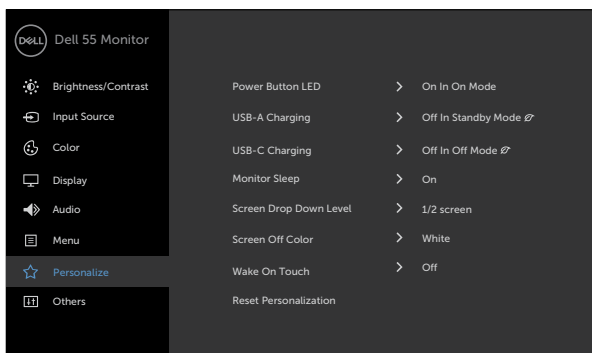 DELL
Dell 55 Monitor
Brightness/Contrast
Input Source
Color
Display
Audio
Menu
Personalize
Others
Power Button LED > On In On Mode
USB-A Charging > Off In Standby Mode
USB-C Charging > Off In Off Mode
Monitor Sleep > On
Screen Drop Down Level > 1/2 screen
Screen Off Color > White
Wake On Touch > Off
Reset Personalization